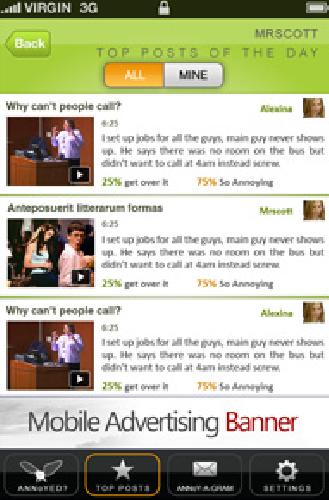 VIRGIN 3G
Back
MRSCOTT
TOP POSTS OF THE DAY
ALL MINE
Why can't people call? Alexina
6:25
I set up jobs for all the guys, main guy never shows
up. He says there was no room on the bus but
didn't want to call at 4am instead screw.
25% get over it 75% So Annoying
Anteposuerit litterarum formas Mrscott
6:25
I set up jobs for all the guys, main guy never shows
up. He says there was no room on the bus but
didn't want to call at 4am instead screw.
25% get over it 75% So Annoying
Why can't people call? Alexina
6:25
I set up jobs for all the guys, main guy never shows
up. He says there was no room on the bus but
didn't want to call at 4am instead screw.
25% get over it 75% So Annoying
Mobile Advertising Banner
ANNOYED? TOP POSTS ANNOY-A-GRAM SETTINGS